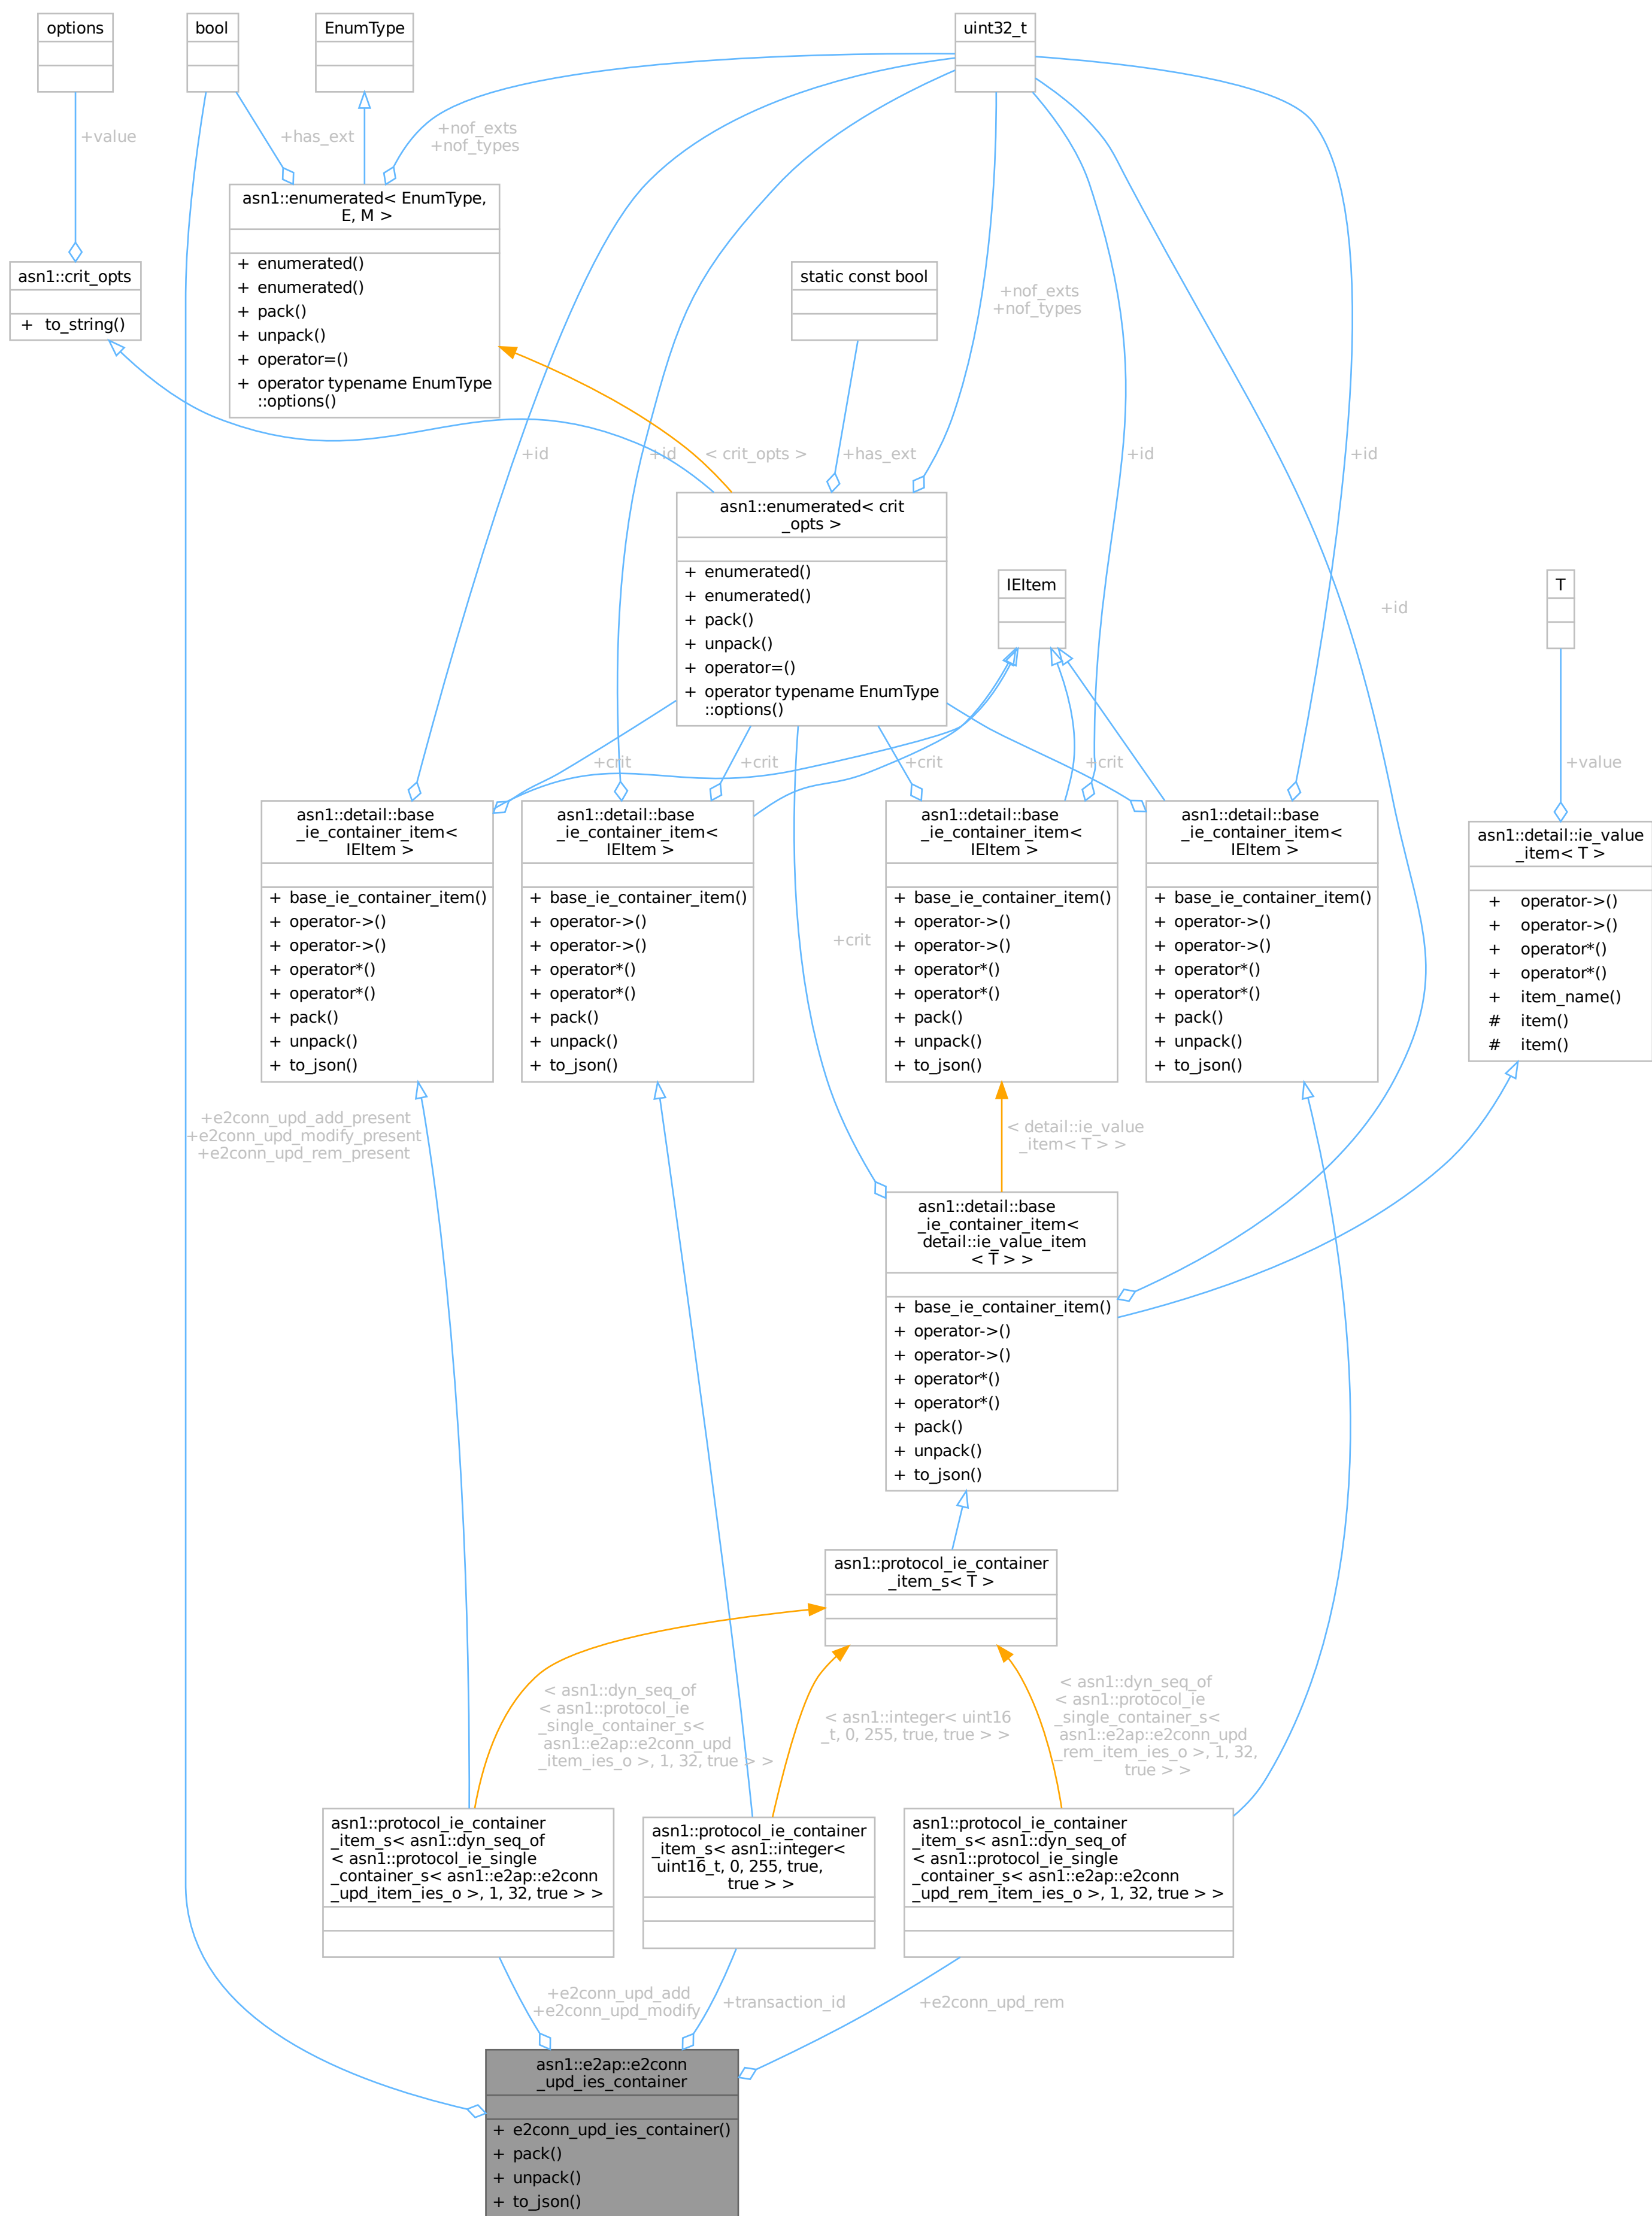 options
bool
EnumType
uint32_t
+value
+has_ext
+nof_exts
+nof_types
asn1::enumerated< EnumType,
E, M >
+ enumerated()
+ enumerated()
+ pack()
+ unpack()
+ operator=()
+ operator typename EnumType
::options()
asn1::crit_opts
+ to_string()
static const bool
+nof_exts
+nof_types
+id
+id
< crit_opts >
+has_ext
+id
+id
asn1::enumerated< crit
_opts >
+ enumerated()
+ enumerated()
+ pack()
+ unpack()
+ operator=()
+ operator typename EnumType
::options()
IEItem
T
+id
+crit
+crit
+crit
+crit
+value
asn1::detail::base
_ie_container_item<
IEItem >
+ base_ie_container_item()
+ operator->()
+ operator->()
+ operator*()
+ operator*()
+ pack()
+ unpack()
+ to_json()
asn1::detail::base
_ie_container_item<
IEItem >
+ base_ie_container_item()
+ operator->()
+ operator->()
+ operator*()
+ operator*()
+ pack()
+ unpack()
+ to_json()
asn1::detail::base
_ie_container_item<
IEItem >
+ base_ie_container_item()
+ operator->()
+ operator->()
+ operator*()
+ operator*()
+ pack()
+ unpack()
+ to_json()
asn1::detail::base
_ie_container_item<
IEItem >
+ base_ie_container_item()
+ operator->()
+ operator->()
+ operator*()
+ operator*()
+ pack()
+ unpack()
+ to_json()
asn1::detail::ie_value
_item< T >
+ operator->()
+ operator->()
+ operator*()
+ operator*()
+ item_name()
# item()
# item()
+crit
+e2conn_upd_add_present
+e2conn_upd_modify_present
+e2conn_upd_rem_present
< detail::ie_value
_item< T > >
asn1::detail::base
_ie_container_item<
detail::ie_value_item
< T > >
+ base_ie_container_item()
+ operator->()
+ operator->()
+ operator*()
+ operator*()
+ pack()
+ unpack()
+ to_json()
asn1::protocol_ie_container
_item_s< T >
< asn1::dyn_seq_of
< asn1::protocol_ie
_single_container_s<
asn1::e2ap::e2conn_upd
_item_ies_o >, 1, 32, true > >
< asn1::integer< uint16
_t, 0, 255, true, true > >
< asn1::dyn_seq_of
< asn1::protocol_ie
_single_container_s<
asn1::e2ap::e2conn_upd
_rem_item_ies_o >, 1, 32,
true > >
asn1::protocol_ie_container
_item_s< asn1::dyn_seq_of
< asn1::protocol_ie_single
_container_s< asn1::e2ap::e2conn
_upd_item_ies_o >, 1, 32, true > >
asn1::protocol_ie_container
_item_s< asn1::integer<
uint16_t, 0, 255, true,
true > >
asn1::protocol_ie_container
_item_s< asn1::dyn_seq_of
< asn1::protocol_ie_single
_container_s< asn1::e2ap::e2conn
_upd_rem_item_ies_o >, 1, 32, true > >
+e2conn_upd_add
+e2conn_upd_modify
+transaction_id
+e2conn_upd_rem
asn1::e2ap::e2conn
_upd_ies_container
+ e2conn_upd_ies_container()
+ pack()
+ unpack()
+ to_json()